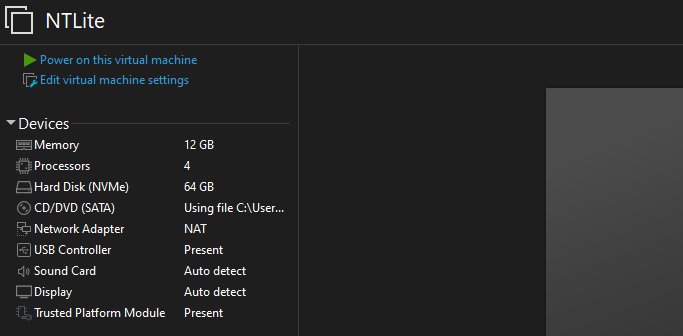 NTLite
Power on this virtual machine
Edit virtual machine settings
Devices
Memory 12 GB
Processors 4
Hard Disk (NVMe) 64 GB
CD/DVD (SATA) Using file C:\User...
Network Adapter NAT
USB Controller Present
Sound Card Auto detect
Display Auto detect
Trusted Platform Module Present